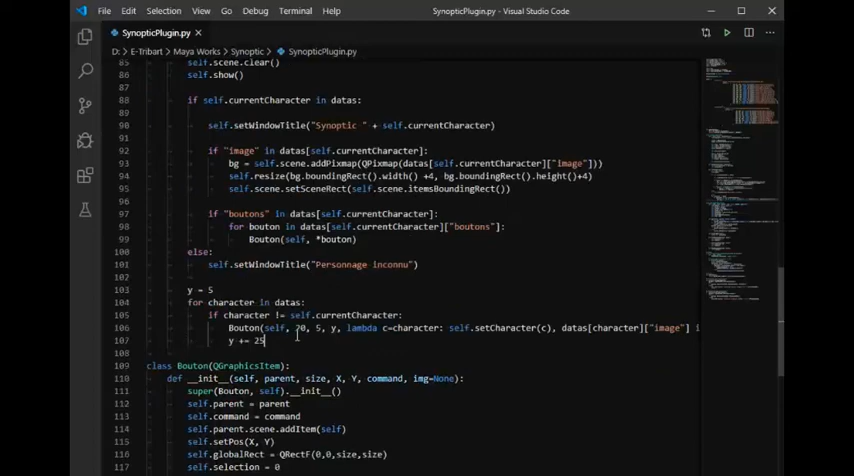 File Edit Selection View Go Debug Terminal Help SynopticPlugin.py - Visual Studio Code
SynopticPlugin.py
D: > E-Tribart > Maya Works > Synoptic > SynopticPlugin.py
85 self.scene.clear()
86 self.show()
87
88 if self.currentCharacter in datas:
89
90 self.setWindowTitle("Synoptic " + self.currentCharacter)
91
92 if "image" in datas[self.currentCharacter]:
93 bg = self.scene.addPixmap(QPixmap(datas[self.currentCharacter]["image"]))
94 self.resize(bg.boundingRect().width() +4, bg.boundingRect().height()+4)
95 self.scene.setSceneRect(self.scene.itemsBoundingRect())
96
97 if "boutons" in datas[self.currentCharacter]:
98 for bouton in datas[self.currentCharacter]["boutons"]:
99 Bouton(self, *bouton)
100 else:
101 self.setWindowTitle("Personnage inconnu")
102
103 y = 5
104 for character in datas:
105 if character != self.currentCharacter:
106 Bouton(self, 20, 5, y, lambda c=character: self.setCharacter(c), datas[character]["image"] i
107 y += 25
108
109 class Bouton(QGraphicsItem):
110 def __init__(self, parent, size, X, Y, command, img=None):
111 super(Bouton, self).__init__()
112 self.parent = parent
113 self.command = command
114 self.parent.scene.addItem(self)
115 self.setPos(X, Y)
116 self.globalRect = QRectF(0,0,size,size)
117 self.selection = 0